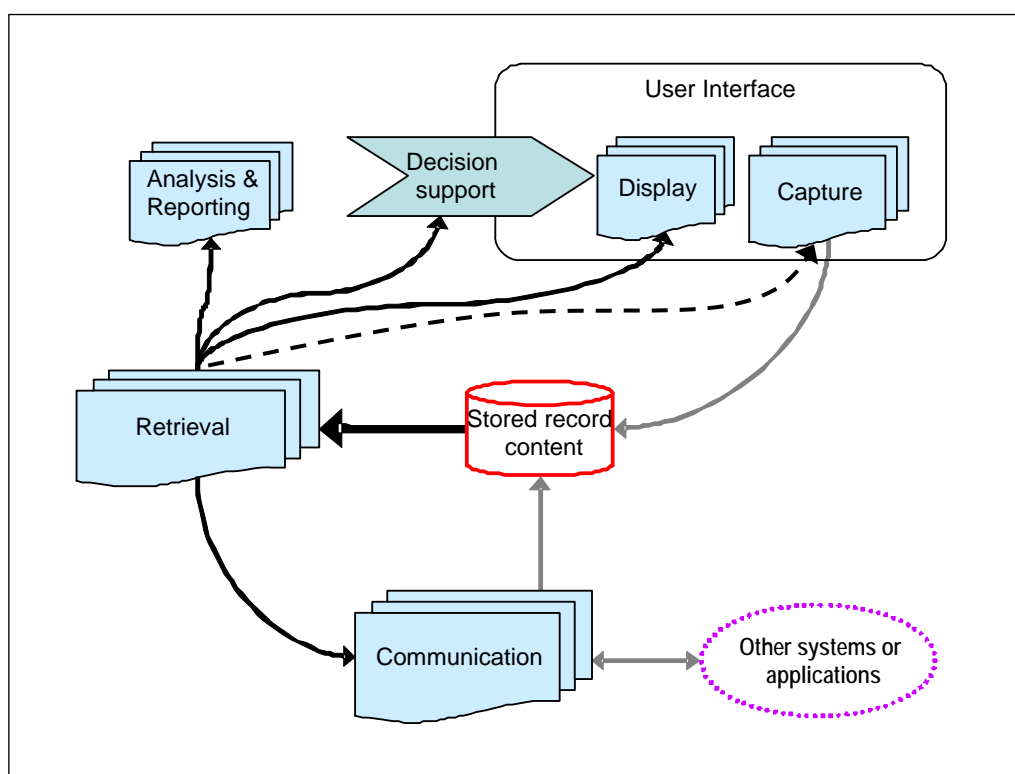 User Interface
Analysis &
Reporting
Decision
support
Display
Capture
Retrieval
Stored record
content
Communication
Other systems or
applications